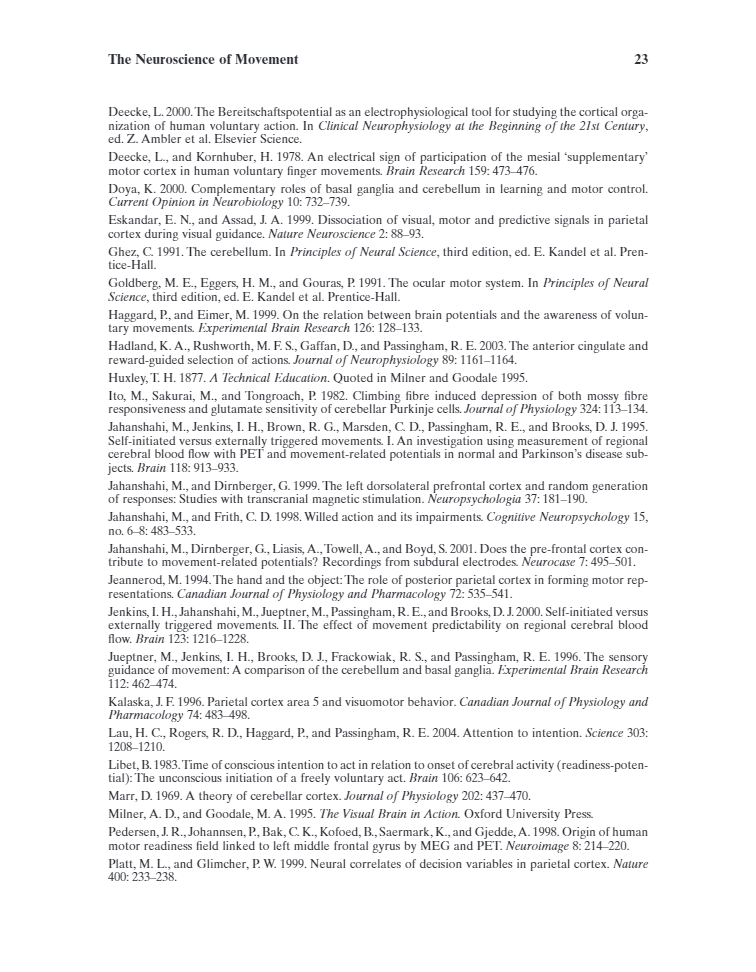 The Neuroscience of Movement 23
Deecke, L. 2000. The Bereitschaftspotential as an electrophysiological tool for studying the cortical orga-
nization of human voluntary action. In Clinical Neurophysiology at the Beginning of the 21st Century,
ed. Z. Ambler et al. Elsevier Science.
Deecke, L., and Kornhuber, H. 1978. An electrical sign of participation of the mesial ‘supplementary’
motor cortex in human voluntary finger movements. Brain Research 159: 473–476.
Doya, K. 2000. Complementary roles of basal ganglia and cerebellum in learning and motor control.
Current Opinion in Neurobiology 10: 732–739.
Eskandar, E. N., and Assad, J. A. 1999. Dissociation of visual, motor and predictive signals in parietal
cortex during visual guidance. Nature Neuroscience 2: 88–93.
Ghez, C. 1991. The cerebellum. In Principles of Neural Science, third edition, ed. E. Kandel et al. Pren-
tice-Hall.
Goldberg, M. E., Eggers, H. M., and Gouras, P. 1991. The ocular motor system. In Principles of Neural
Science, third edition, ed. E. Kandel et al. Prentice-Hall.
Haggard, P., and Eimer, M. 1999. On the relation between brain potentials and the awareness of volun-
tary movements. Experimental Brain Research 126: 128–133.
Hadland, K. A., Rushworth, M. F. S., Gaffan, D., and Passingham, R. E. 2003. The anterior cingulate and
reward-guided selection of actions. Journal of Neurophysiology 89: 1161–1164.
Huxley, T. H. 1877. A Technical Education. Quoted in Milner and Goodale 1995.
Ito, M., Sakurai, M., and Tongroach, P. 1982. Climbing fibre induced depression of both mossy fibre
responsiveness and glutamate sensitivity of cerebellar Purkinje cells. Journal of Physiology 324: 113–134.
Jahanshahi, M., Jenkins, I. H., Brown, R. G., Marsden, C. D., Passingham, R. E., and Brooks, D. J. 1995.
Self-initiated versus externally triggered movements. I. An investigation using measurement of regional
cerebral blood flow with PET and movement-related potentials in normal and Parkinson’s disease sub-
jects. Brain 118: 913–933.
Jahanshahi, M., and Dirnberger, G. 1999. The left dorsolateral prefrontal cortex and random generation
of responses: Studies with transcranial magnetic stimulation. Neuropsychologia 37: 181–190.
Jahanshahi, M., and Frith, C. D. 1998. Willed action and its impairments. Cognitive Neuropsychology 15,
no. 6–8: 483–533.
Jahanshahi, M., Dirnberger, G., Liasis, A., Towell, A., and Boyd, S. 2001. Does the pre-frontal cortex con-
tribute to movement-related potentials? Recordings from subdural electrodes. Neurocase 7: 495–501.
Jeannerod, M. 1994. The hand and the object: The role of posterior parietal cortex in forming motor rep-
resentations. Canadian Journal of Physiology and Pharmacology 72: 535–541.
Jenkins, I. H., Jahanshahi, M., Jueptner, M., Passingham, R. E., and Brooks, D. J. 2000. Self-initiated versus
externally triggered movements. II. The effect of movement predictability on regional cerebral blood
flow. Brain 123: 1216–1228.
Jueptner, M., Jenkins, I. H., Brooks, D. J., Frackowiak, R. S., and Passingham, R. E. 1996. The sensory
guidance of movement: A comparison of the cerebellum and basal ganglia. Experimental Brain Research
112: 462–474.
Kalaska, J. F. 1996. Parietal cortex area 5 and visuomotor behavior. Canadian Journal of Physiology and
Pharmacology 74: 483–498.
Lau, H. C., Rogers, R. D., Haggard, P., and Passingham, R. E. 2004. Attention to intention. Science 303:
1208–1210.
Libet, B. 1983. Time of conscious intention to act in relation to onset of cerebral activity (readiness-poten-
tial): The unconscious initiation of a freely voluntary act. Brain 106: 623–642.
Marr, D. 1969. A theory of cerebellar cortex. Journal of Physiology 202: 437–470.
Milner, A. D., and Goodale, M. A. 1995. The Visual Brain in Action. Oxford University Press.
Pedersen, J. R., Johannsen, P., Bak, C. K., Kofoed, B., Saermark, K., and Gjedde, A. 1998. Origin of human
motor readiness field linked to left middle frontal gyrus by MEG and PET. Neuroimage 8: 214–220.
Platt, M. L., and Glimcher, P. W. 1999. Neural correlates of decision variables in parietal cortex. Nature
400: 233–238.